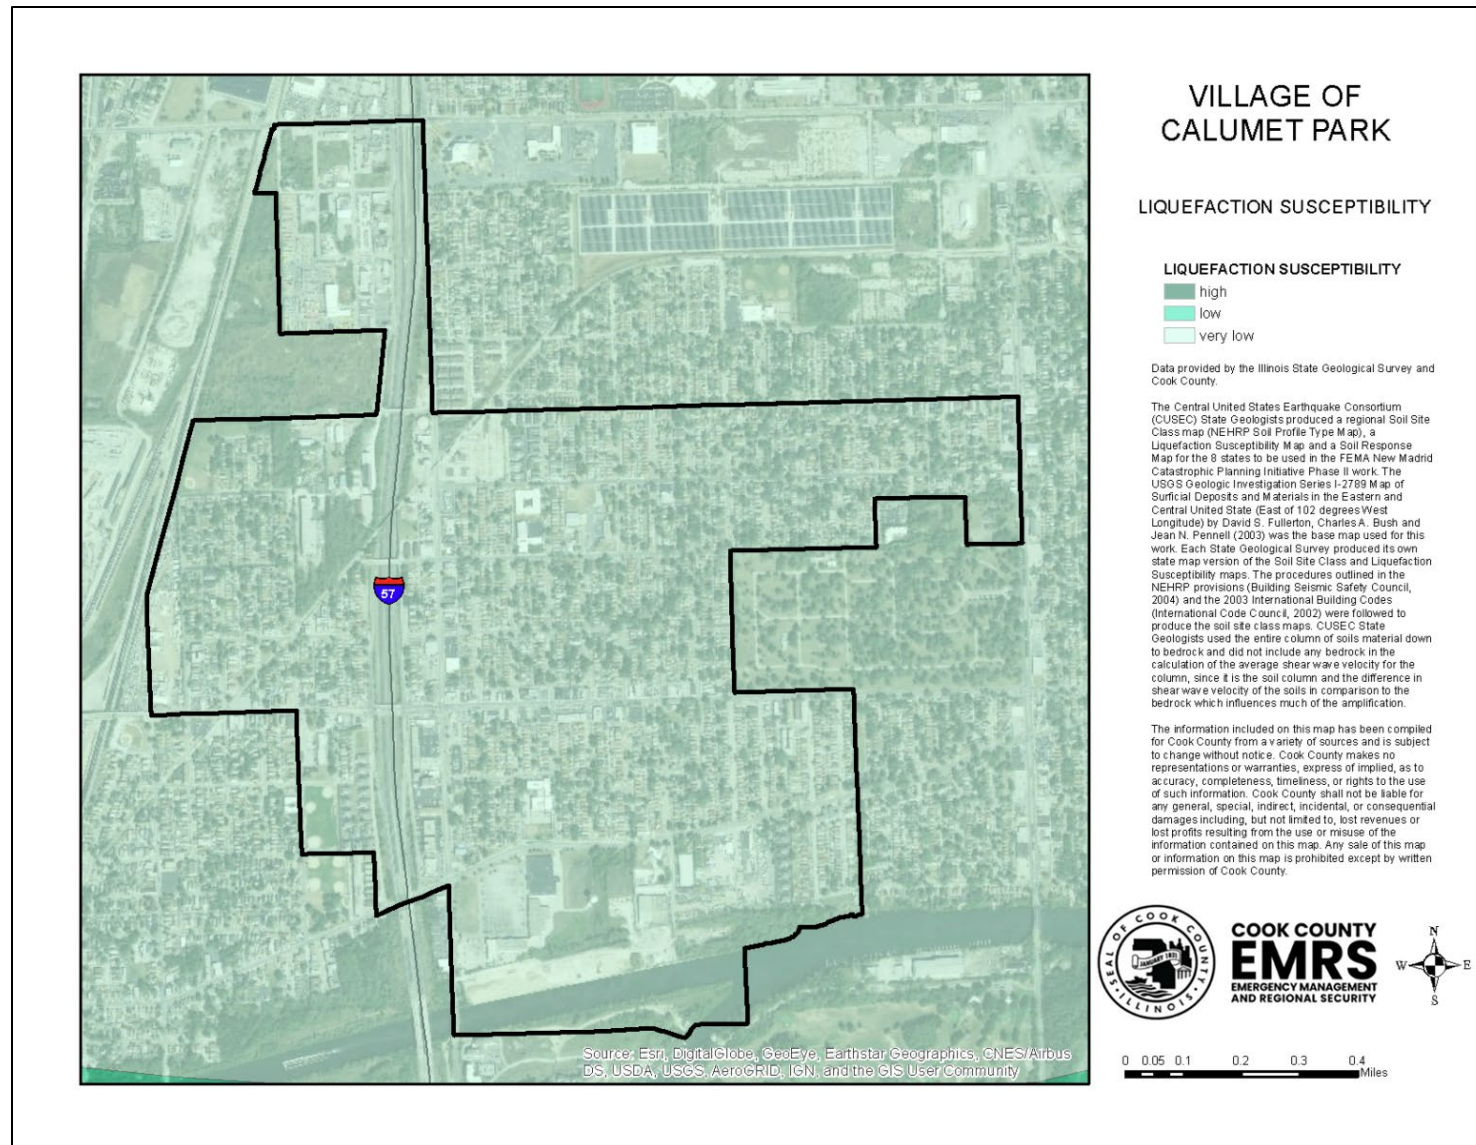 VILLAGE OF
CALUMET PARK
LIQUEFACTION SUSCEPTIBILITY
LIQUEFACTION SUSCEPTIBILITY
high
low
very low
Data provided by the Illinois State Geological Survey and
Cook County.
The Central United States Earthquake Consortium
(CUSEC) State Geologists produced a regional Soil Site
Class map (NEHRP Soil Profile Type Map), a
Liquefaction Susceptibility Map and a Soil Response
Map for the 8 states to be used in the FEMA New Madrid
Catastrophic Planning Initiative Phase II work. The
USGS Geologic Investigation Series I-2789 Map of
Surficial Deposits and Materials in the Eastern and
Central United State (East of 102 degrees West
Longitude) by David S. Fullerton, Charles A. Bush and
Jean N. Pennell (2003) was the base map used for this
work. Each State Geological Survey produced its own
state map version of the Soil Site Class and Liquefaction
Susceptibility maps. The procedures outlined in the
NEHRP provisions (Building Seismic Safety Council,
2004) and the 2003 International Building Codes
(International Code Council, 2002) were followed to
produce the soil site class maps. CUSEC State
Geologists used the entire column of soils material down
to bedrock and did not include any bedrock in the
calculation of the average shear wave velocity for the
column, since it is the soil column and the difference in
shear wave velocity of the soils in comparison to the
bedrock which influences much of the amplification.
The information included on this map has been compiled
for Cook County from a variety of sources and is subject
to change without notice. Cook County makes no
representations or warranties, express of implied, as to
accuracy, completeness, timeliness, or rights to the use
of such information. Cook County shall not be liable for
any general, special, indirect, incidental, or consequential
damages including, but not limited to, lost revenues or
lost profits resulting from the use or misuse of the
information contained on this map. Any sale of this map
or information on this map is prohibited except by written
permission of Cook County.
57
SEAL OF COOK COUNTY
JANUARY 1831
ILLINOIS
COOK COUNTY
EMRS
EMERGENCY MANAGEMENT
AND REGIONAL SECURITY
N
W E
S
0 0.05 0.1 0.2 0.3 0.4
Miles
Source: Esri, DigitalGlobe, GeoEye, Earthstar Geographics, CNES/Airbus
DS, USDA, USGS, AeroGRID, IGN, and the GIS User Community